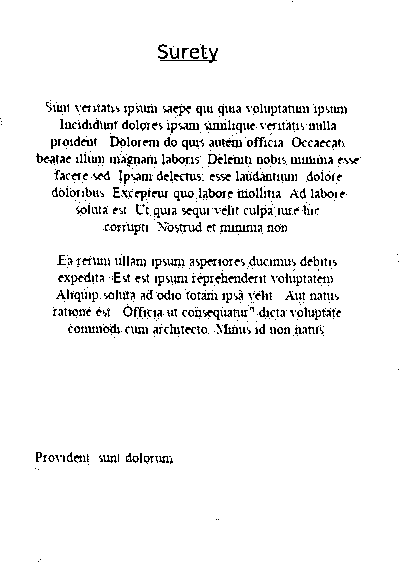 Surety
Sunt veritatis ipsum saepe qui quia voluptatum ipsum
Incididunt dolores ipsam similique veritatis nulla
proident. Dolorem do quis autem officia. Occaecati
beatae illum magnam laboris. Deleniti nobis minima esse
facere sed. Ipsam delectus. esse laudantium. dolore
doloribus. Excepteur quo labore mollitia. Ad labore
soluta est. Ut quia sequi velit culpa iure hic
corrupti. Nostrud et minima non
Ea rerum ullam ipsum asperiores ducimus debitis
expedita. Est est ipsum reprehenderit voluptatem.
Aliquip soluta ad odio totam ipsa velit. Aut natus
ratione est. Officia ut consequatur dicta voluptate
commodi cum architecto. Minus id non natus
Provident. sunt dolorum